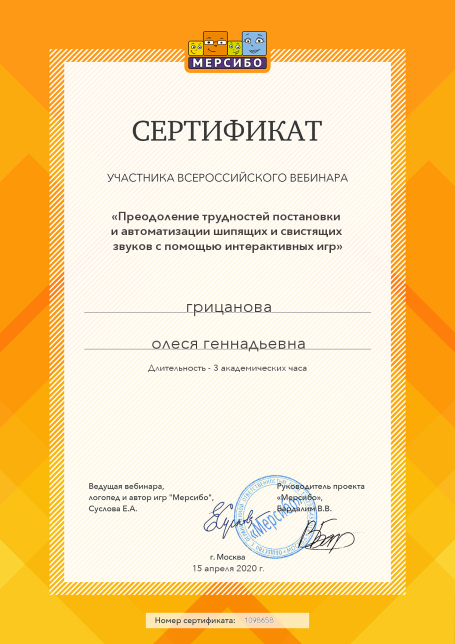 МЕРСИБО
СЕРТИФИКАТ
УЧАСТНИКА ВСЕРОССИЙСКОГО ВЕБИНАРА
«Преодоление трудностей постановки
и автоматизации шипящих и свистящих
звуков с помощью интерактивных игр»
грицанова
олеся геннадьевна
Длительность - 3 академических часа
Ведущая вебинара,
логопед и автор игр "Мерсибо",
Суслова Е.А.
Руководитель проекта
«Мерсибо»,
Вардалим В.В.
«Мерсибо»
г. Москва
15 апреля 2020 г.
Номер сертификата: 1098658